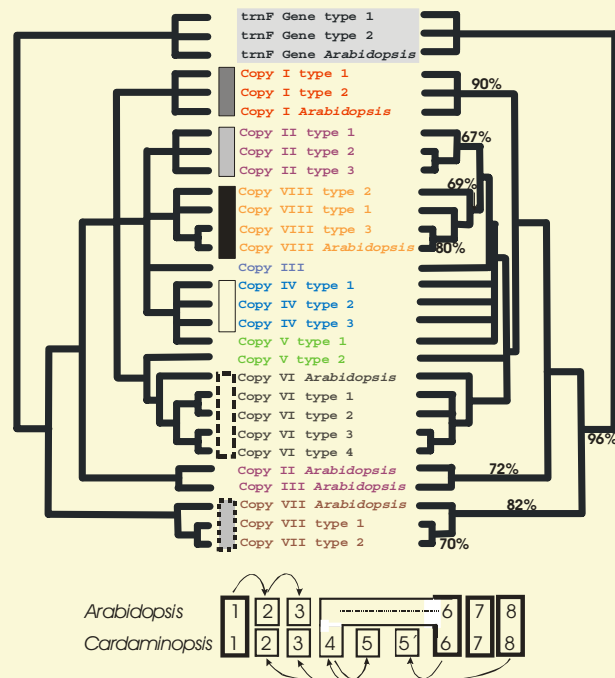 trnF Gene type 1
trnF Gene type 2
trnF Gene Arabidopsis
Copy I type 1
Copy I type 2
90%
Copy I Arabidopsis
Copy II type 1
67%
Copy II type 2
Copy II type 3
Copy VIII type 2
69%
Copy VIII type 1
Copy VIII type 3
Copy VIII Arabidopsis
80%
Copy III
Copy IV type 1
Copy IV type 2
Copy IV type 3
Copy V type 1
Copy V type 2
Copy VI Arabidopsis
Copy VI type 1
Copy VI type 2
Copy VI type 3
96%
Copy VI type 4
Copy II Arabidopsis
72%
Copy III Arabidopsis
Copy VII Arabidopsis
82%
Copy VII type 1
Copy VII type 2
70%
Arabidopsis 1 2 3 6 7 8
Cardaminopsis 1 2 3 4 5 5´ 6 7 8